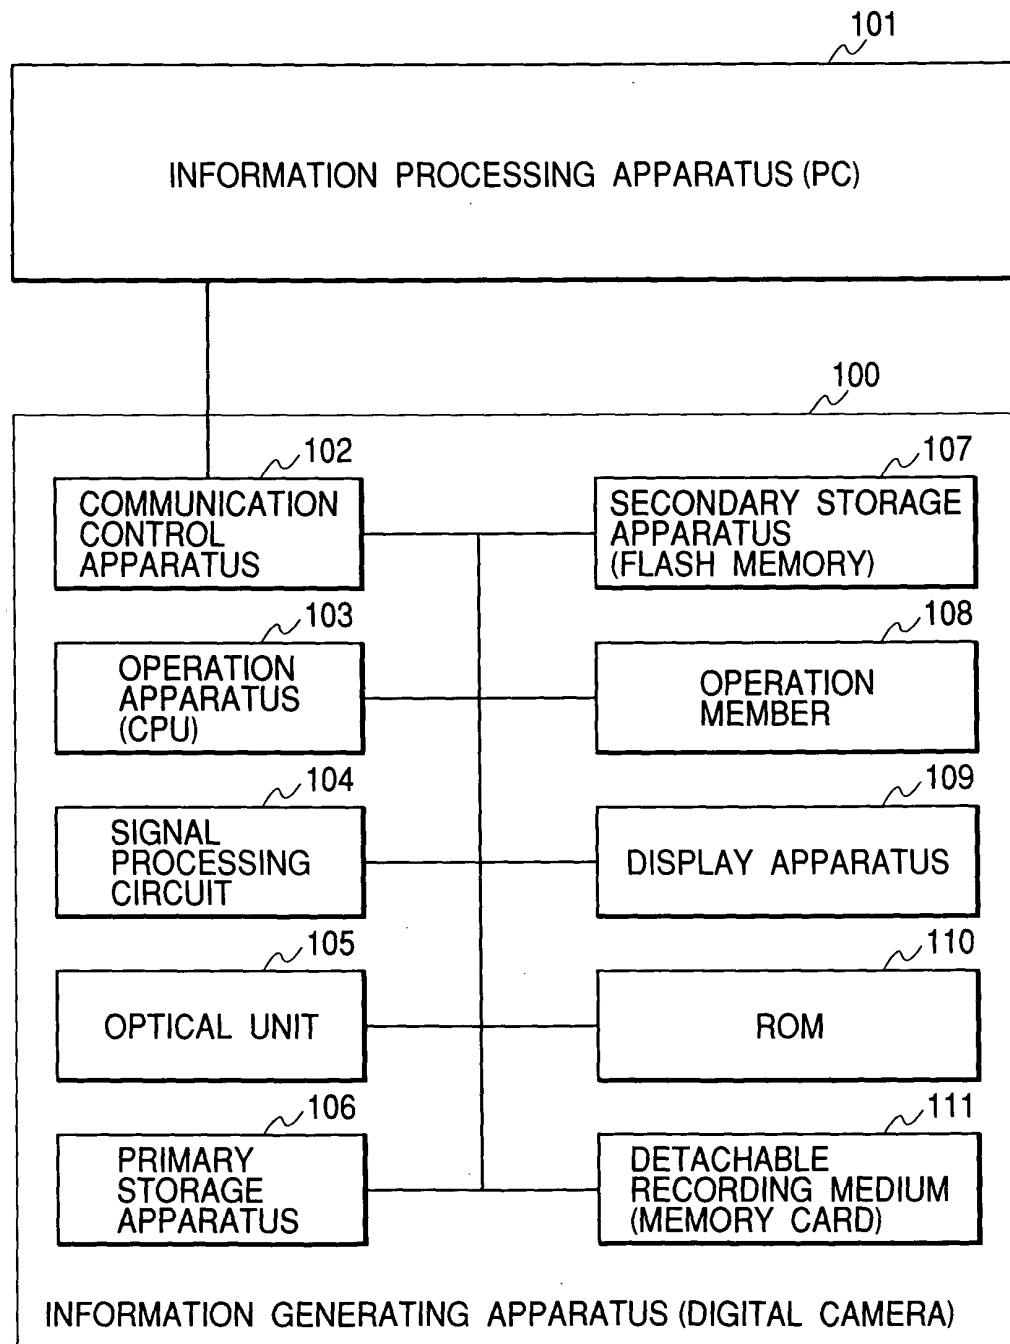 101
INFORMATION PROCESSING APPARATUS (PC)
100
102
COMMUNICATION
CONTROL
APPARATUS
107
SECONDARY STORAGE
APPARATUS
(FLASH MEMORY)
103
OPERATION
APPARATUS
(CPU)
108
OPERATION
MEMBER
104
SIGNAL
PROCESSING
CIRCUIT
109
DISPLAY APPARATUS
105
OPTICAL UNIT
110
ROM
106
PRIMARY
STORAGE
APPARATUS
111
DETACHABLE
RECORDING MEDIUM
(MEMORY CARD)
INFORMATION GENERATING APPARATUS (DIGITAL CAMERA)